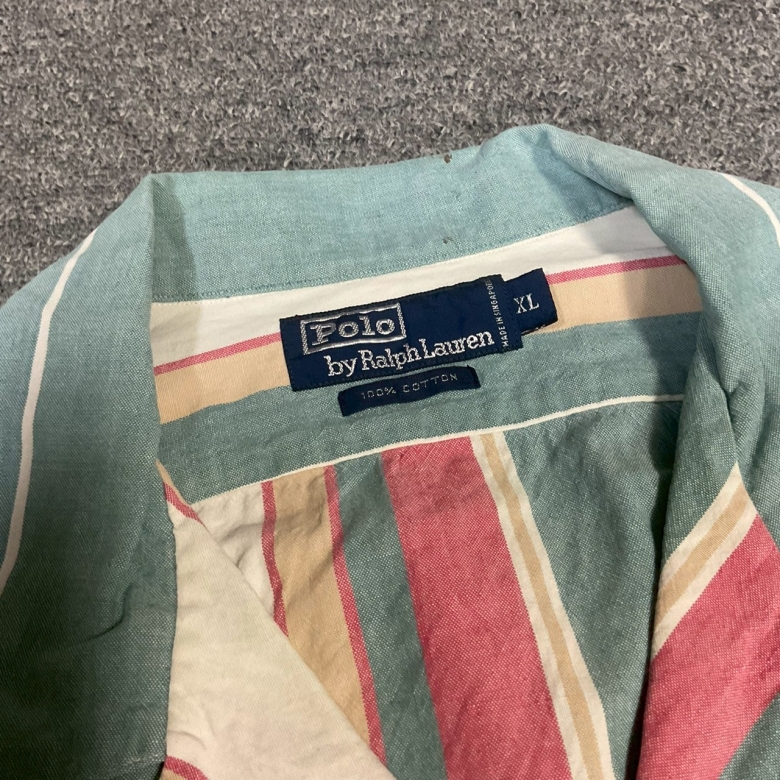 Polo
by Ralph Lauren
MADE IN SINGAPORE
XL
100% COTTON